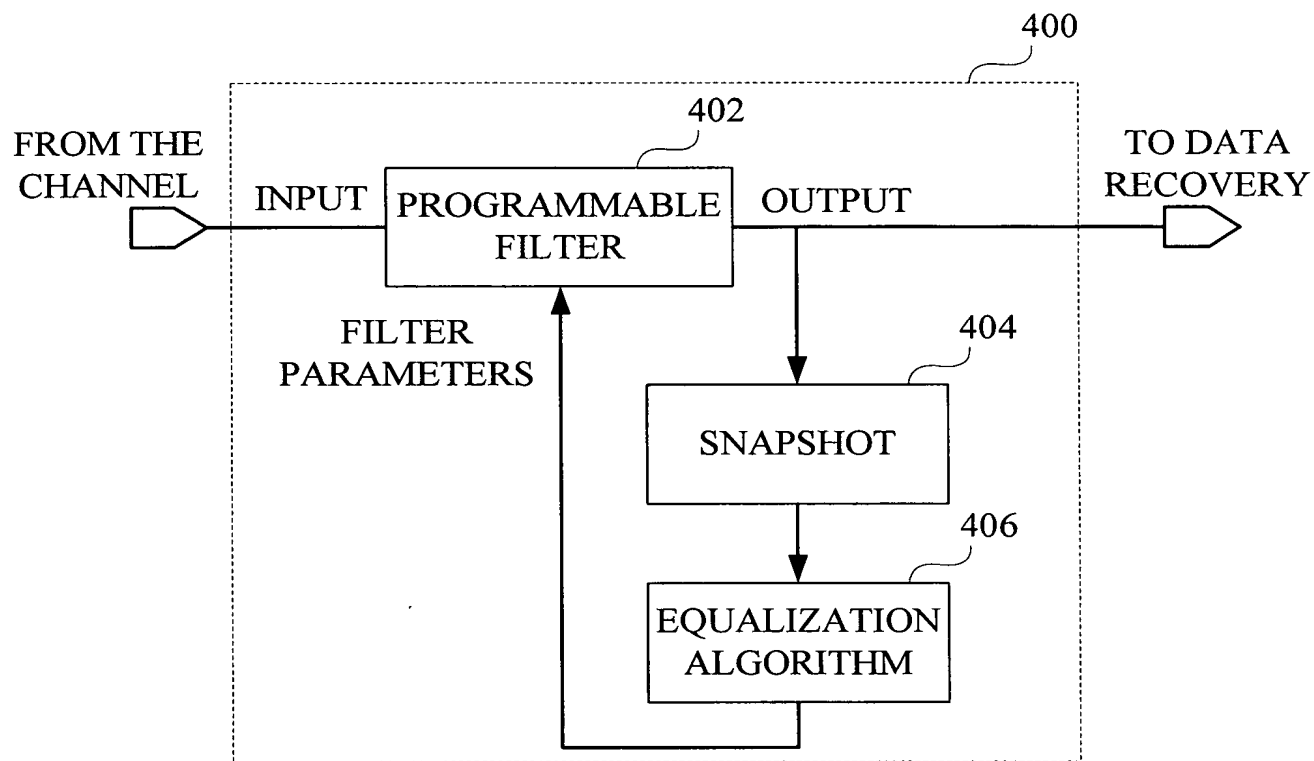 400
402
FROM THE
CHANNEL
TO DATA
RECOVERY
INPUT
PROGRAMMABLE
FILTER
OUTPUT
FILTER
PARAMETERS
404
SNAPSHOT
406
EQUALIZATION
ALGORITHM